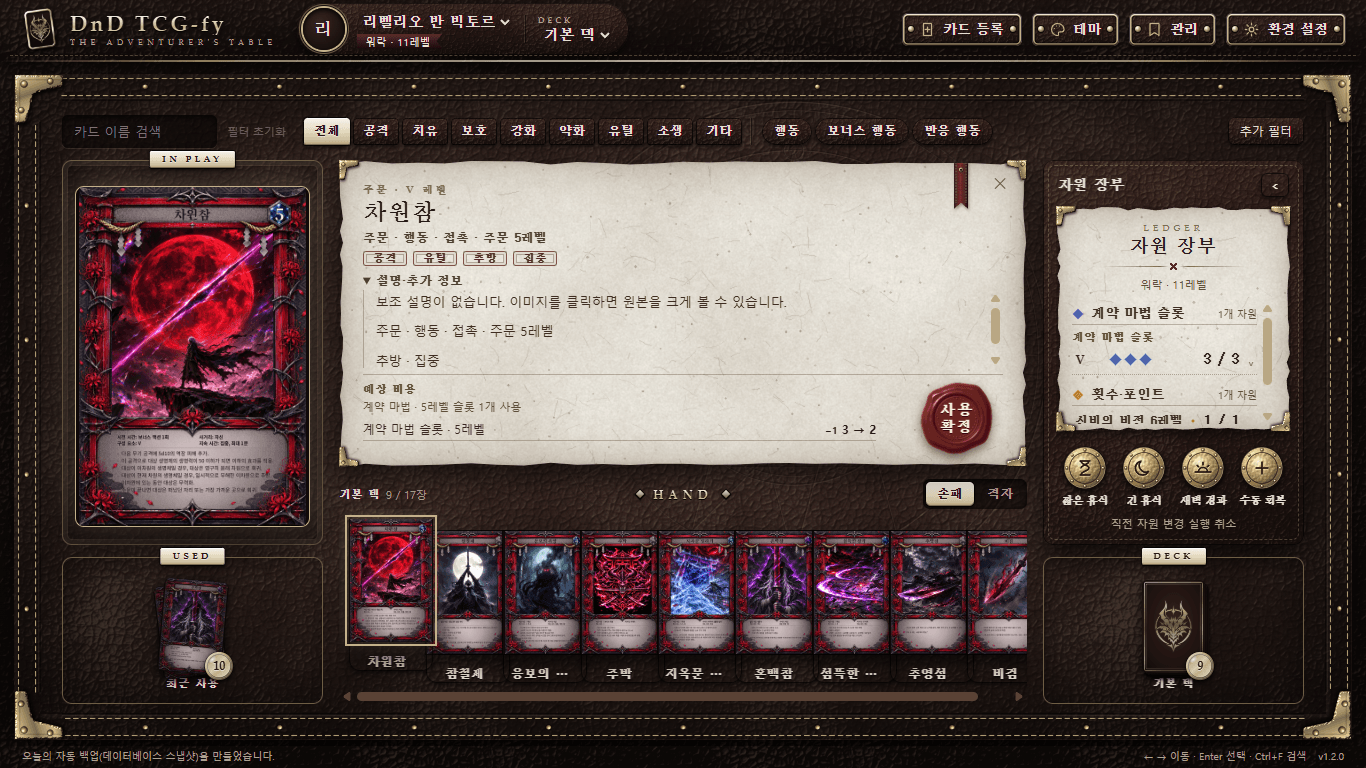 DnD TCG-fy
THE ADVENTURER'S TABLE
리
리벨리오 반 빅토르
워락 · 11레벨
DECK
기본 덱
카드 등록
테마
관리
환경 설정
카드 이름 검색
필터 초기화
전체
공격
치유
보호
강화
약화
유틸
소생
기타
행동
보너스 행동
반응 행동
추가 필터
IN PLAY
차원참
5
주문 · V 레벨
차원참
주문 · 행동 · 접촉 · 주문 5레벨
공격
유틸
추방
집중
▼ 설명·추가 정보
보조 설명이 없습니다. 이미지를 클릭하면 원본을 크게 볼 수 있습니다.
주문 · 행동 · 접촉 · 주문 5레벨
추방 · 집중
예상 비용
계약 마법 · 5레벨 슬롯 1개 사용
계약 마법 슬롯 · 5레벨
−1 3 → 2
사용
확정
자원 장부
<
LEDGER
자원 장부
워락 · 11레벨
계약 마법 슬롯
1개 자원
계약 마법 슬롯
V
3 / 3
횟수·포인트
1개 자원
신비의 비전 6레벨
1 / 1
짧은 휴식
긴 휴식
새벽 경과
수동 회복
직전 자원 변경 실행 취소
USED
10
최근 사용
기본 덱 9 / 17장
HAND
손패
격자
차원참
참철제
응보의 ···
주박
지옥문 ···
혼백참
섬뜩한 ···
추영섬
비검
DECK
9
기본 덱
오늘의 자동 백업(데이터베이스 스냅샷)을 만들었습니다.
← → 이동 · Enter 선택 · Ctrl+F 검색
v1.2.0